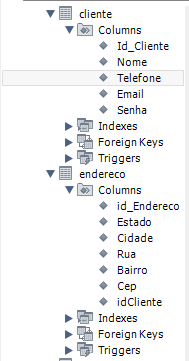 cliente
Columns
Id_Cliente
Nome
Telefone
Email
Senha
Indexes
Foreign Keys
Triggers
endereco
Columns
id_Endereco
Estado
Cidade
Rua
Bairro
Cep
idCliente
Indexes
Foreign Keys
Triggers